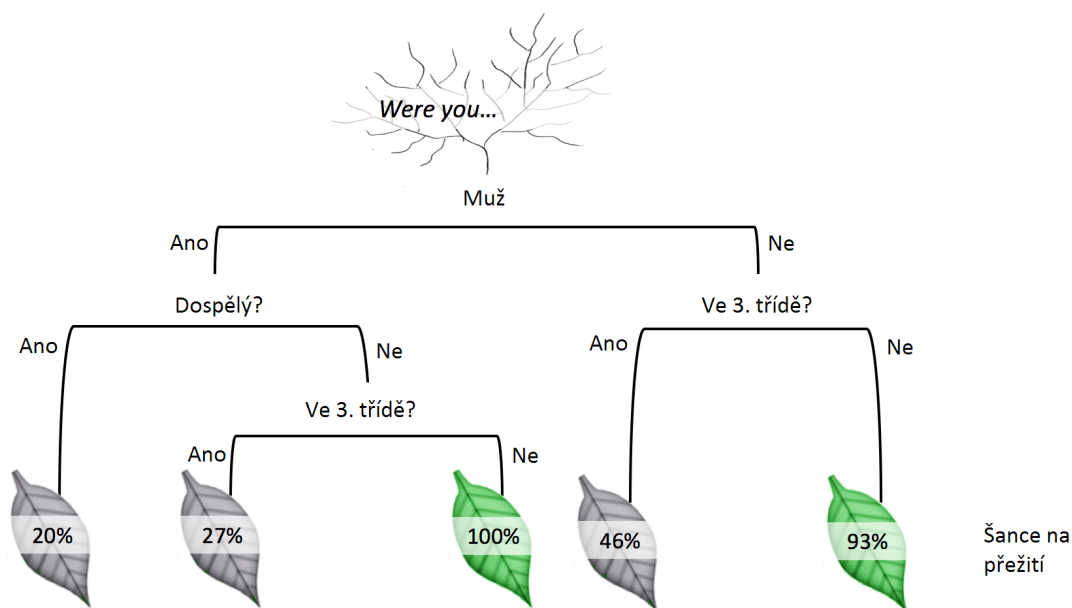 Were you...
Muž
Ano
Ne
Dospělý?
Ve 3. třídě?
Ano
Ne
Ano
Ne
Ve 3. třídě?
Ano
Ne
20%
27%
100%
46%
93%
Šance na
přežití